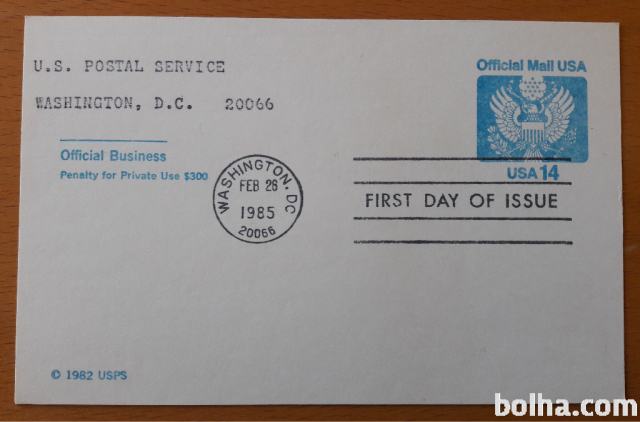 U.S. POSTAL SERVICE
WASHINGTON, D.C. 20066
Official Business
Penalty for Private Use $300
Official Mail USA
USA 14
WASHINGTON, DC
FEB 26
1985
20066
FIRST DAY OF ISSUE
© 1982 USPS
bolha.com